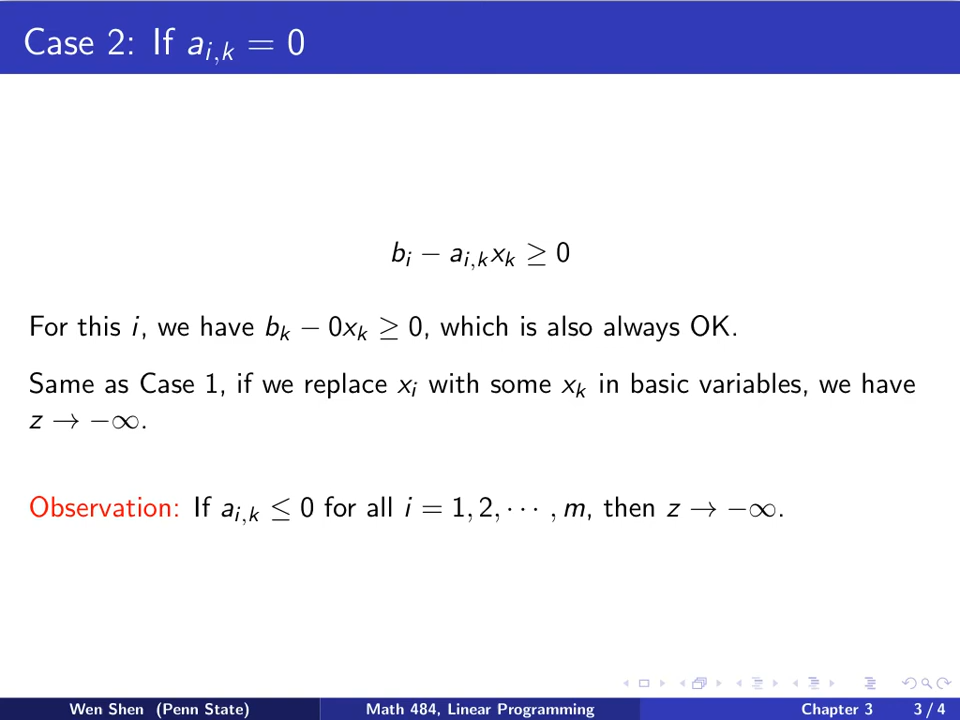 Case 2: If a_{i,k} = 0
b_i − a_{i,k}x_k ≥ 0
For this i, we have b_k − 0x_k ≥ 0, which is also always OK.
Same as Case 1, if we replace x_i with some x_k in basic variables, we have
z → −∞.
Observation: If a_{i,k} ≤ 0 for all i = 1, 2, ⋯ , m, then z → −∞.
Wen Shen (Penn State) Math 484, Linear Programming Chapter 3 3 / 4